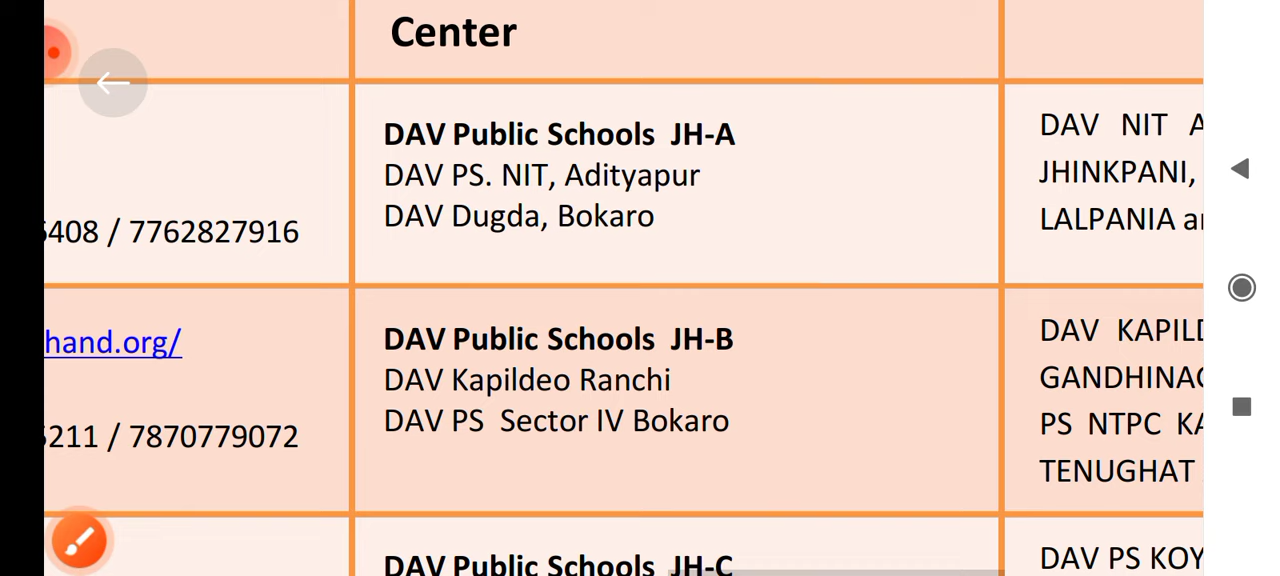 Center
408 / 7762827916
DAV Public Schools JH-A
DAV PS. NIT, Adityapur
DAV Dugda, Bokaro
DAV NIT
JHINKPANI,
LALPANIA
hand.org/
5211 / 7870779072
DAV Public Schools JH-B
DAV Kapildeo Ranchi
DAV PS Sector IV Bokaro
DAV
PS NTPC
TENUGHAT
DAV Public Schools JH-C
DAV PS